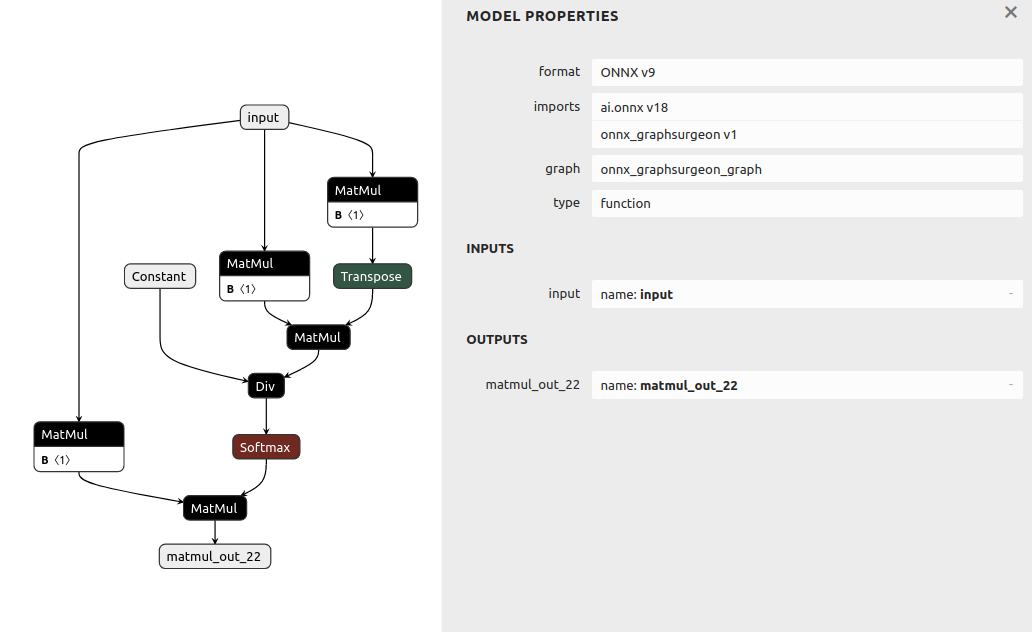 input
MatMul
B 〈1〉
MatMul
B 〈1〉
Constant
Transpose
MatMul
Div
MatMul
B 〈1〉
Softmax
MatMul
matmul_out_22
MODEL PROPERTIES
×
format ONNX v9
imports ai.onnx v18
onnx_graphsurgeon v1
graph onnx_graphsurgeon_graph
type function
INPUTS
input name: input -
OUTPUTS
matmul_out_22 name: matmul_out_22 -